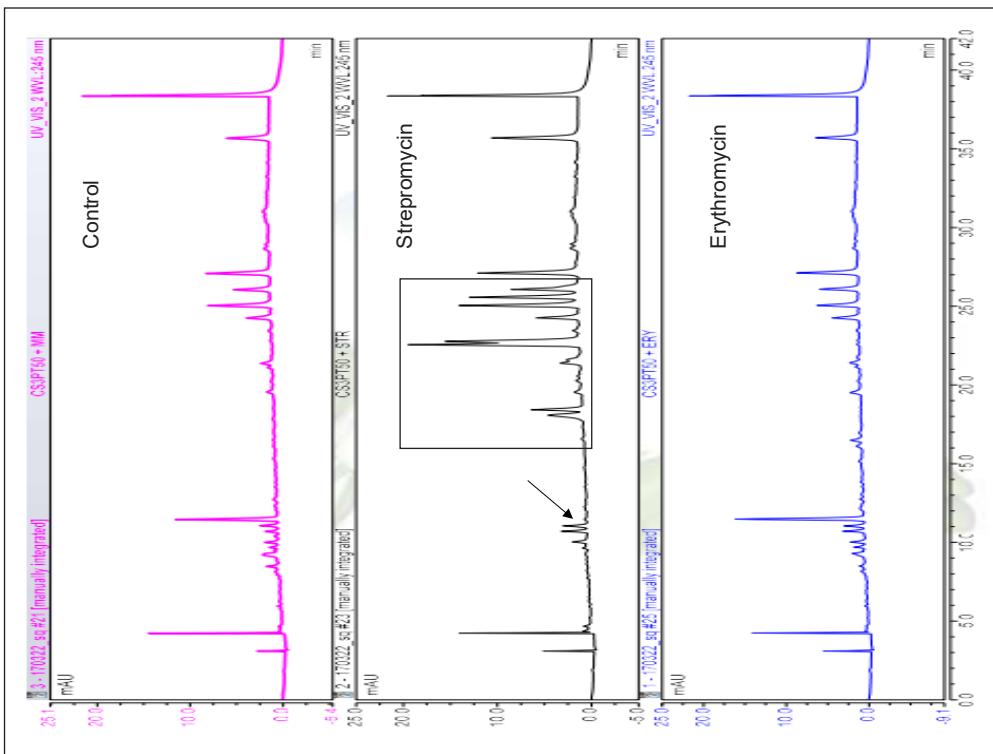 3 - 170322_sq #21 [manually integrated]
CS3PT50 + MM
UV_VIS_2 WVL:245 nm
25.1
mAU
20.0
10.0
0.0
-5.4
min
Control
2 - 170322_sq #23 [manually integrated]
CS3PT50 + STR
UV_VIS_2 WVL:245 nm
25.0
mAU
20.0
10.0
0.0
-5.0
min
Strepromycin
1 - 170322_sq #25 [manually integrated]
CS3PT50 + ERY
UV_VIS_2 WVL:245 nm
25.0
mAU
20.0
10.0
0.0
-9.1
min
Erythromycin
0.0
5.0
10.0
15.0
20.0
25.0
30.0
35.0
40.0
42.0